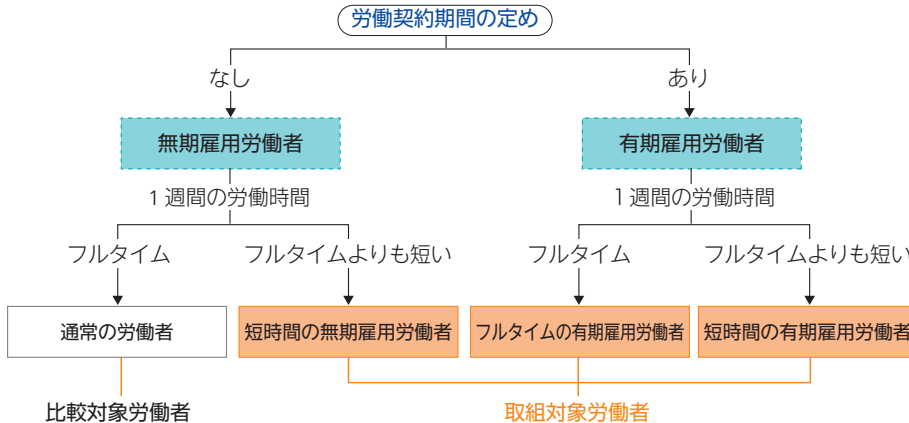 労働契約期間の定め
なし
あり
無期雇用労働者
有期雇用労働者
1週間の労働時間
1週間の労働時間
フルタイム
フルタイムよりも短い
フルタイム
フルタイムよりも短い
通常の労働者
短時間の無期雇用労働者
フルタイムの有期雇用労働者
短時間の有期雇用労働者
比較対象労働者
取組対象労働者